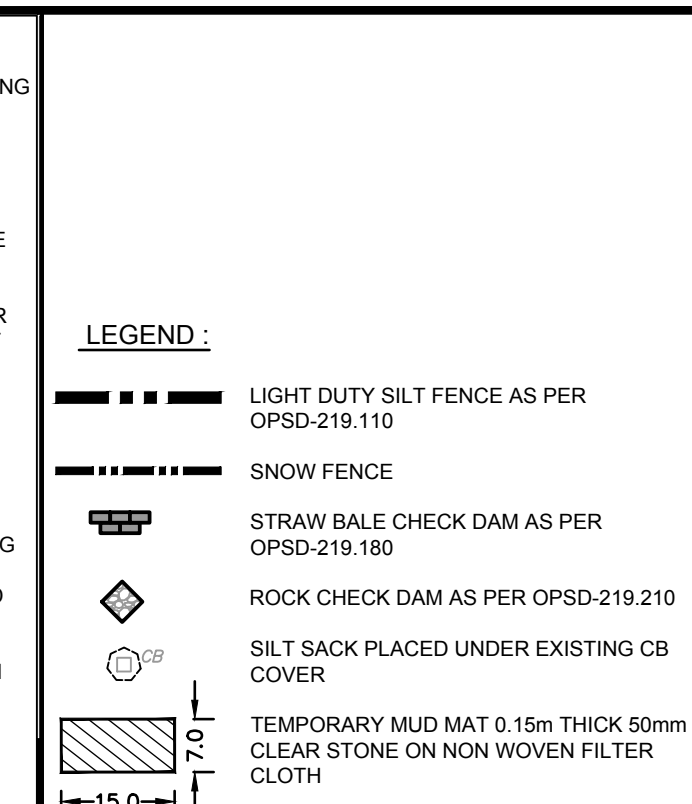 NG
E
R
G
LEGEND :
LIGHT DUTY SILT FENCE AS PER
OPSD-219.110
SNOW FENCE
STRAW BALE CHECK DAM AS PER
OPSD-219.180
ROCK CHECK DAM AS PER OPSD-219.210
CB
SILT SACK PLACED UNDER EXISTING CB
COVER
7.0
TEMPORARY MUD MAT 0.15m THICK 50mm
CLEAR STONE ON NON WOVEN FILTER
CLOTH
15.0